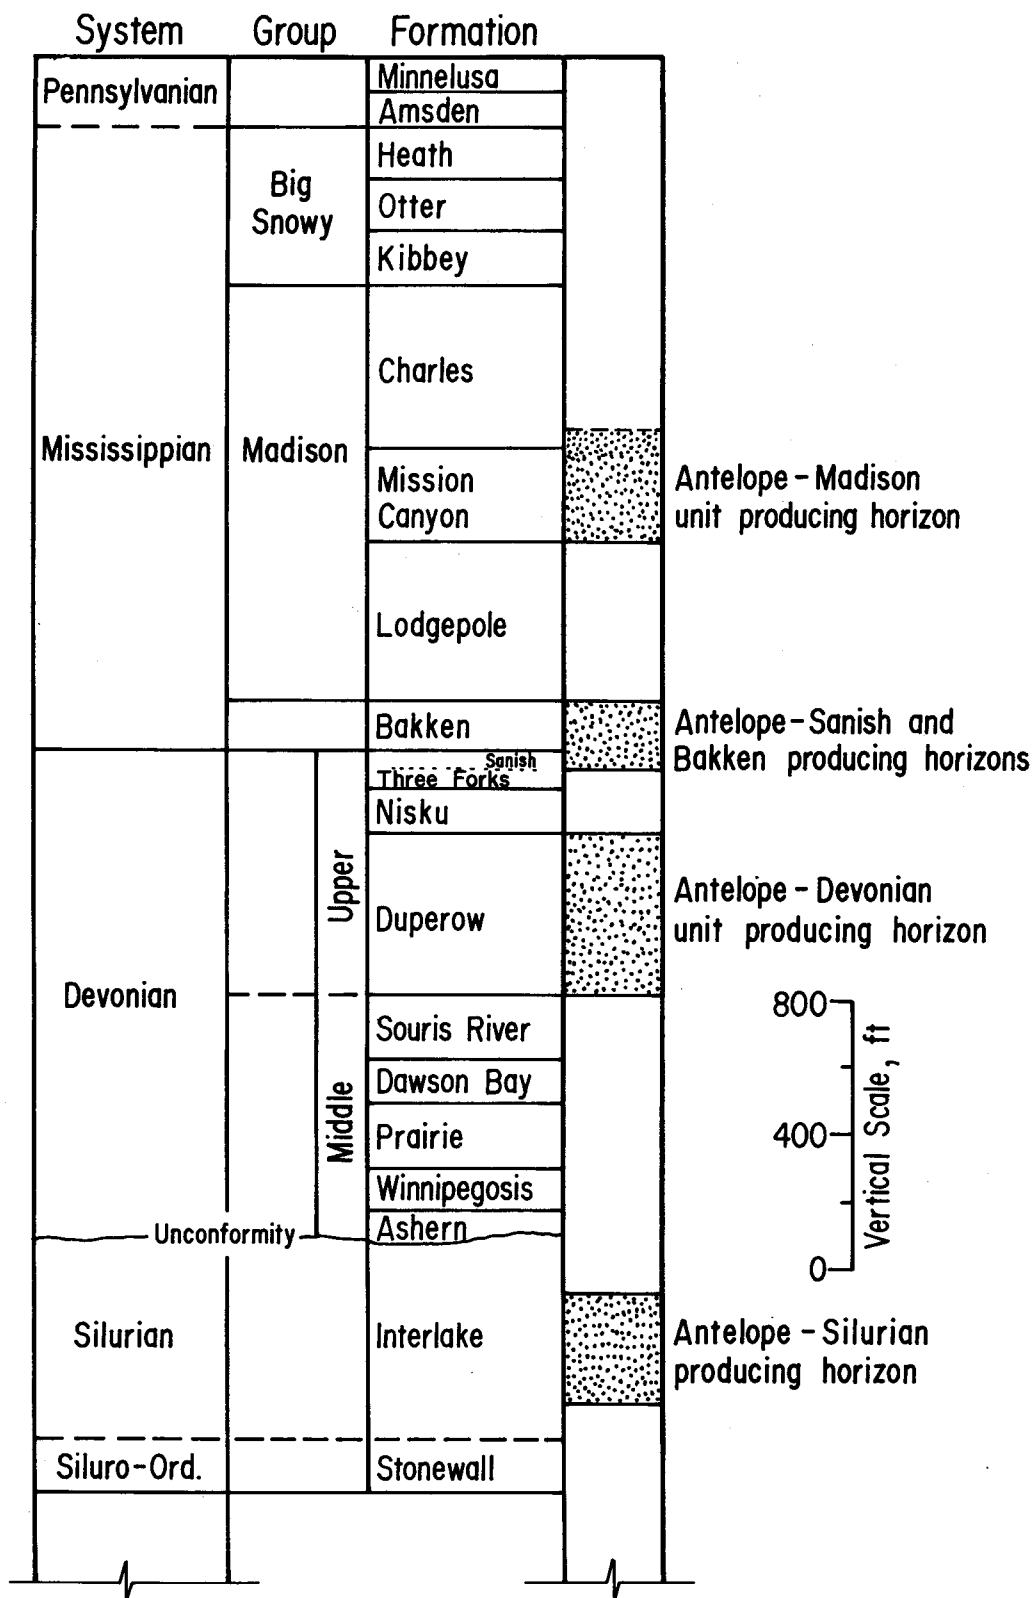 System Group Formation
Pennsylvanian
Minnelusa
Amsden
Mississippian
Big
Snowy
Heath
Otter
Kibbey
Madison
Charles
Mission
Canyon
Lodgepole
Bakken
Antelope-Madison
unit producing horizon
Antelope-Sanish and
Bakken producing horizons
Devonian
Upper
Sanish
Three Forks
Nisku
Duperow
Antelope-Devonian
unit producing horizon
Middle
Souris River
Dawson Bay
Prairie
Winnipegosis
Ashern
Unconformity
800
400
0
Vertical Scale, ft
Silurian
Interlake
Antelope-Silurian
producing horizon
Siluro-Ord.
Stonewall